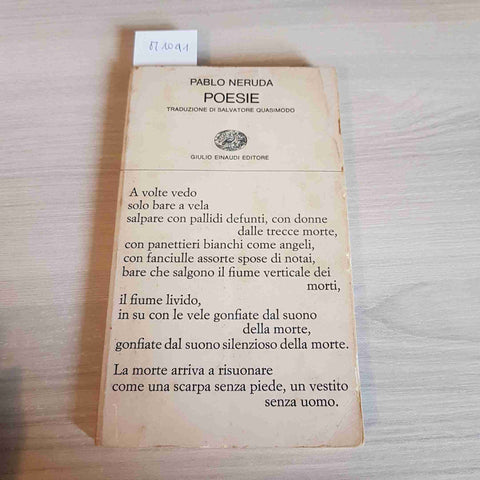 PABLO NERUDA
POESIE
TRADUZIONE DI SALVATORE QUASIMODO
GIULIO EINAUDI EDITORE
A volte vedo
solo bare a vela
salpare con pallidi defunti, con donne
dalle trecce morte,
con panettieri bianchi come angeli,
con fanciulle assorte spose di notai,
bare che salgono il fiume verticale dei
morti,
il fiume livido,
in su con le vele gonfiate dal suono
della morte,
gonfiate dal suono silenzioso della morte.
La morte arriva a risuonare
come una scarpa senza piede, un vestito
senza uomo.